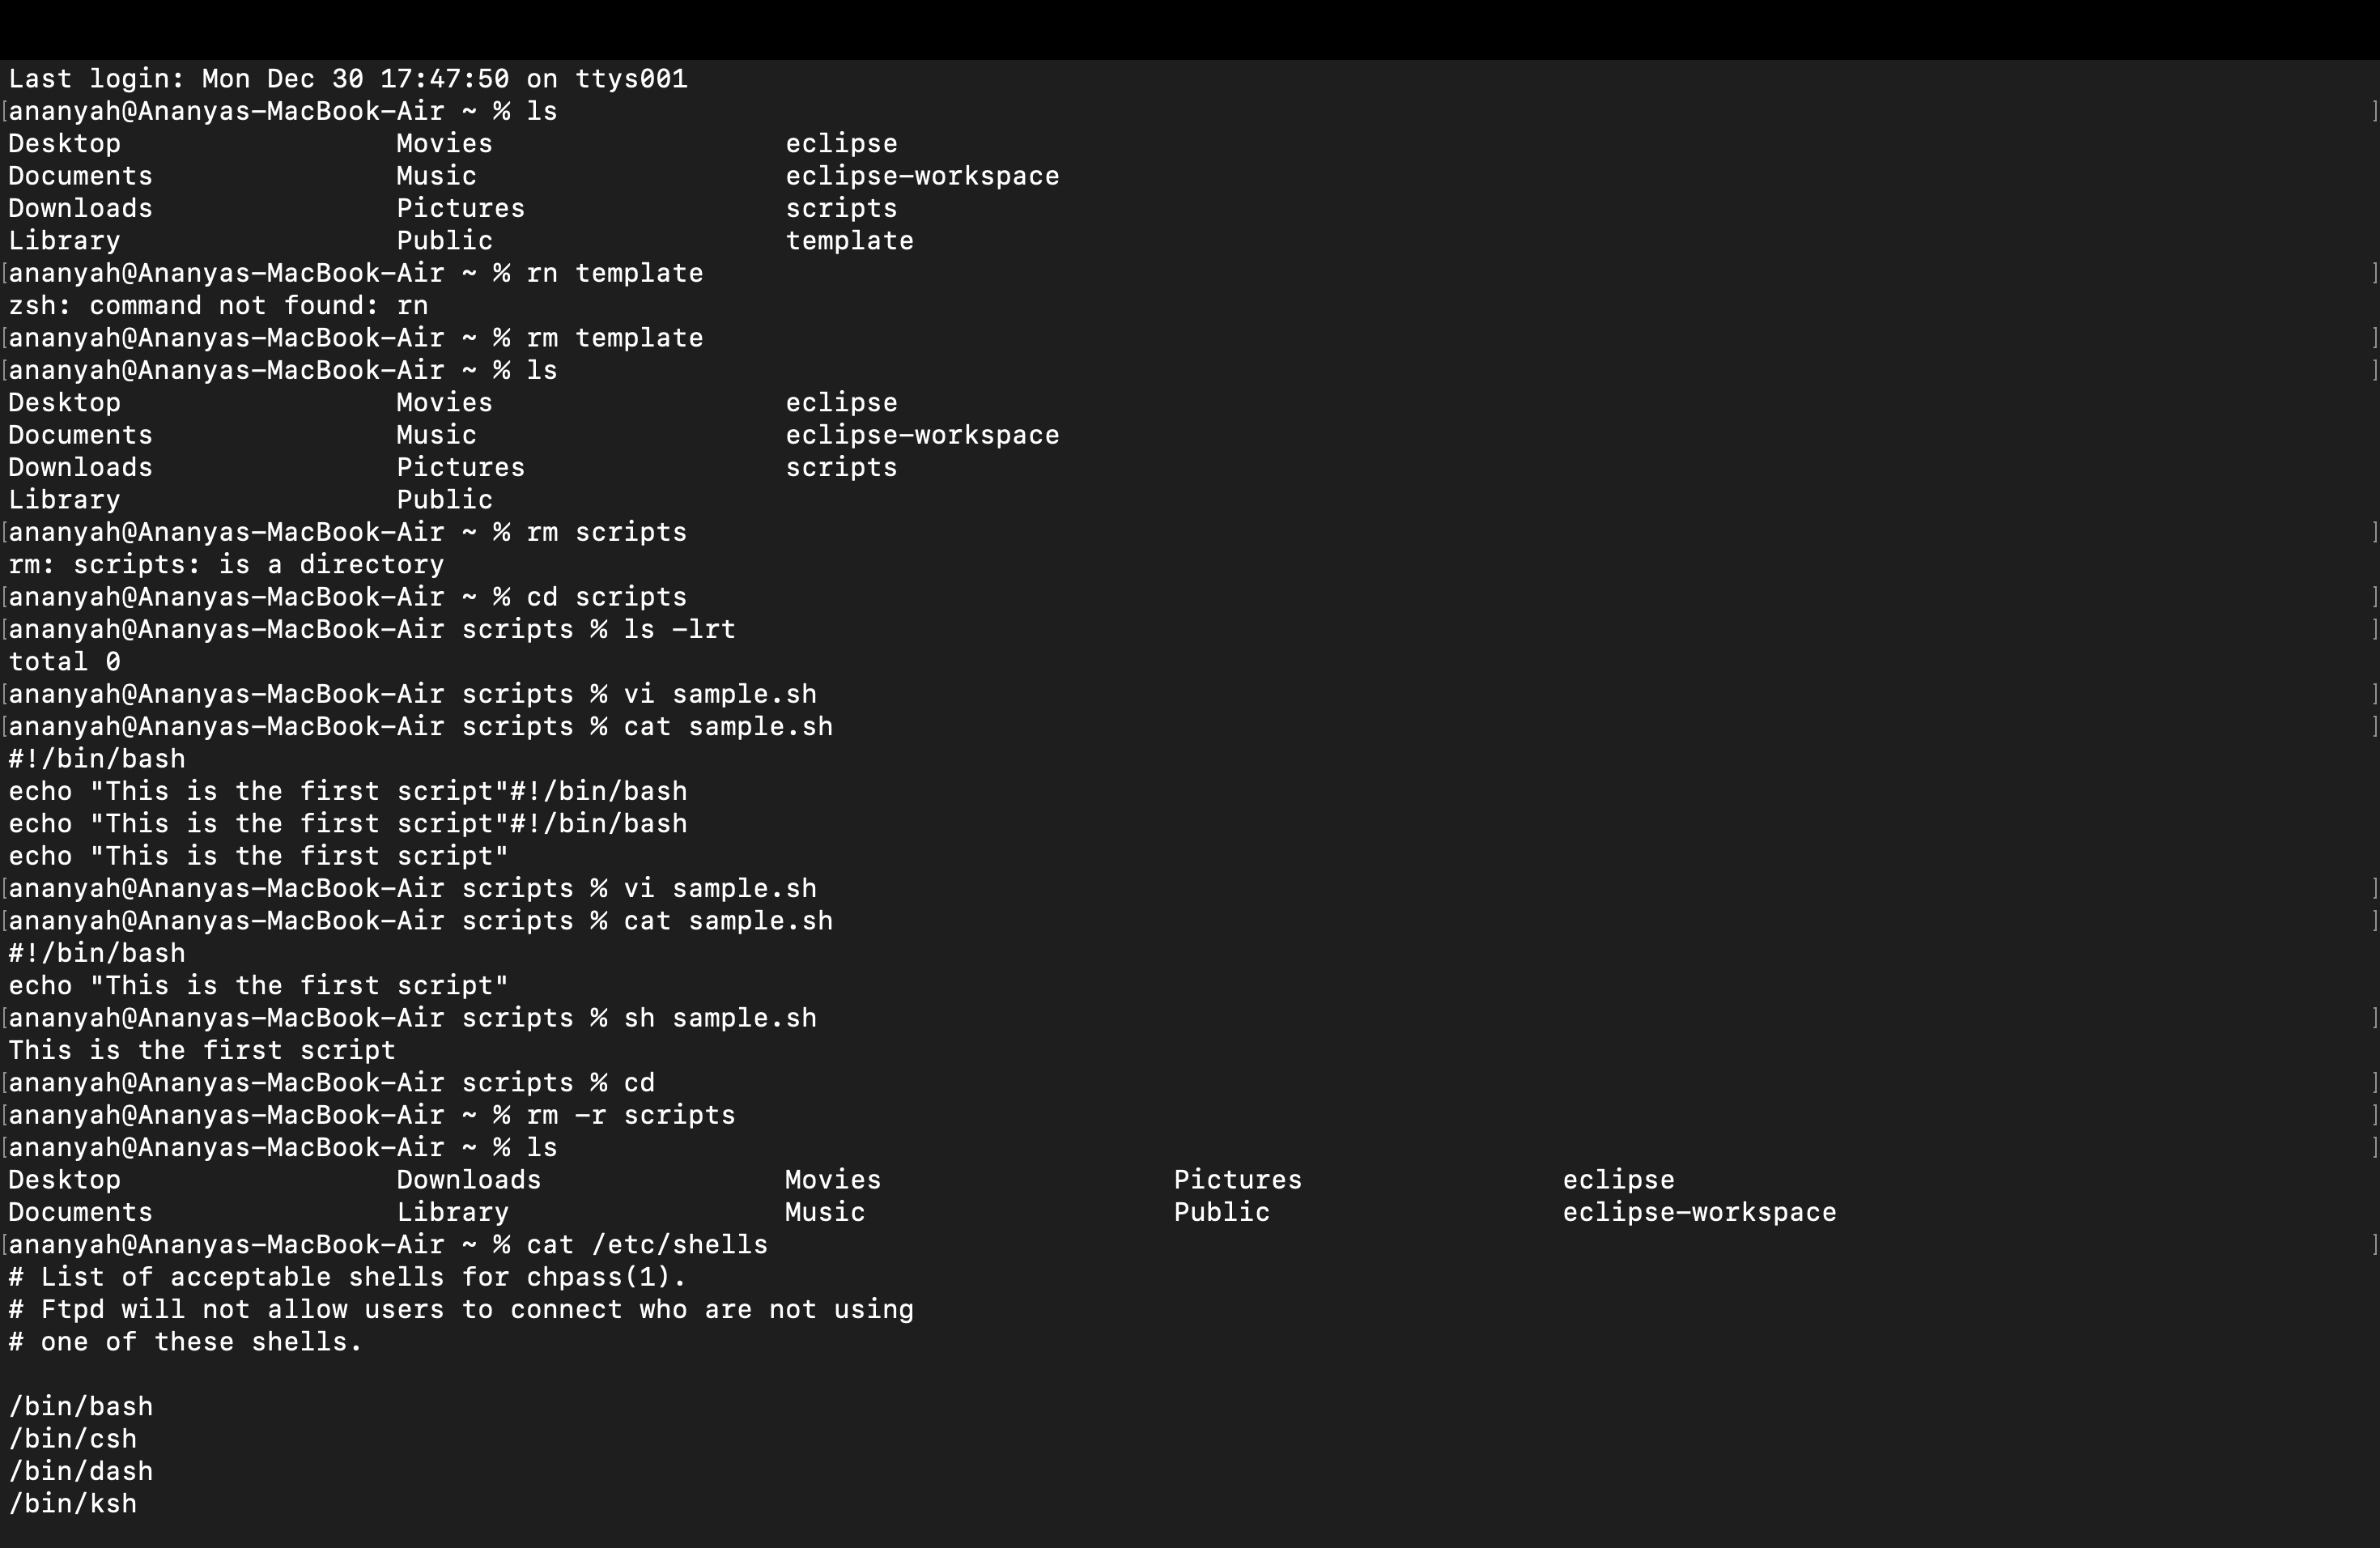 Last login: Mon Dec 30 17:47:50 on ttys001
[ananyah@Ananyas-MacBook-Air ~ % ls ]
Desktop Movies eclipse
Documents Music eclipse-workspace
Downloads Pictures scripts
Library Public template
[ananyah@Ananyas-MacBook-Air ~ % rn template ]
zsh: command not found: rn
[ananyah@Ananyas-MacBook-Air ~ % rm template ]
[ananyah@Ananyas-MacBook-Air ~ % ls ]
Desktop Movies eclipse
Documents Music eclipse-workspace
Downloads Pictures scripts
Library Public
[ananyah@Ananyas-MacBook-Air ~ % rm scripts ]
rm: scripts: is a directory
[ananyah@Ananyas-MacBook-Air ~ % cd scripts ]
[ananyah@Ananyas-MacBook-Air scripts % ls -lrt ]
total 0
[ananyah@Ananyas-MacBook-Air scripts % vi sample.sh ]
[ananyah@Ananyas-MacBook-Air scripts % cat sample.sh ]
#!/bin/bash
echo "This is the first script"#!/bin/bash
echo "This is the first script"#!/bin/bash
echo "This is the first script"
[ananyah@Ananyas-MacBook-Air scripts % vi sample.sh ]
[ananyah@Ananyas-MacBook-Air scripts % cat sample.sh ]
#!/bin/bash
echo "This is the first script"
[ananyah@Ananyas-MacBook-Air scripts % sh sample.sh ]
This is the first script
[ananyah@Ananyas-MacBook-Air scripts % cd ]
[ananyah@Ananyas-MacBook-Air ~ % rm -r scripts ]
[ananyah@Ananyas-MacBook-Air ~ % ls ]
Desktop Downloads Movies Pictures eclipse
Documents Library Music Public eclipse-workspace
[ananyah@Ananyas-MacBook-Air ~ % cat /etc/shells ]
# List of acceptable shells for chpass(1).
# Ftpd will not allow users to connect who are not using
# one of these shells.

/bin/bash
/bin/csh
/bin/dash
/bin/ksh